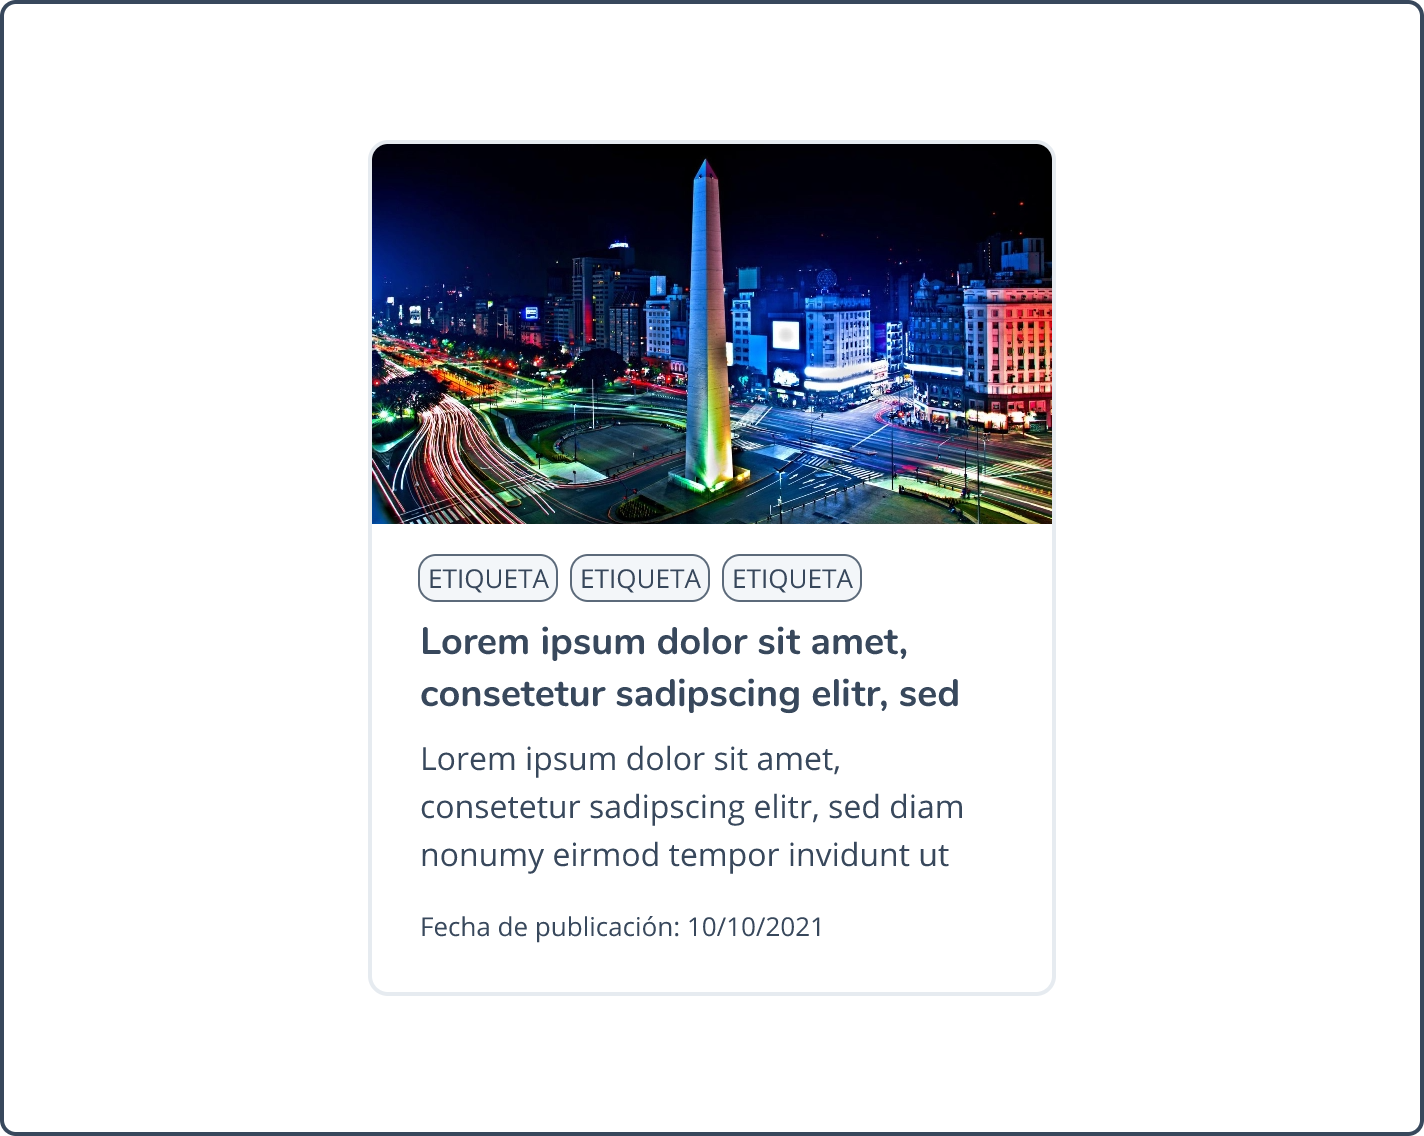 ETIQUETA ETIQUETA ETIQUETA
Lorem ipsum dolor sit amet,
consetetur sadipscing elitr, sed
Lorem ipsum dolor sit amet,
consetetur sadipscing elitr, sed diam
nonumy eirmod tempor invidunt ut
Fecha de publicación: 10/10/2021